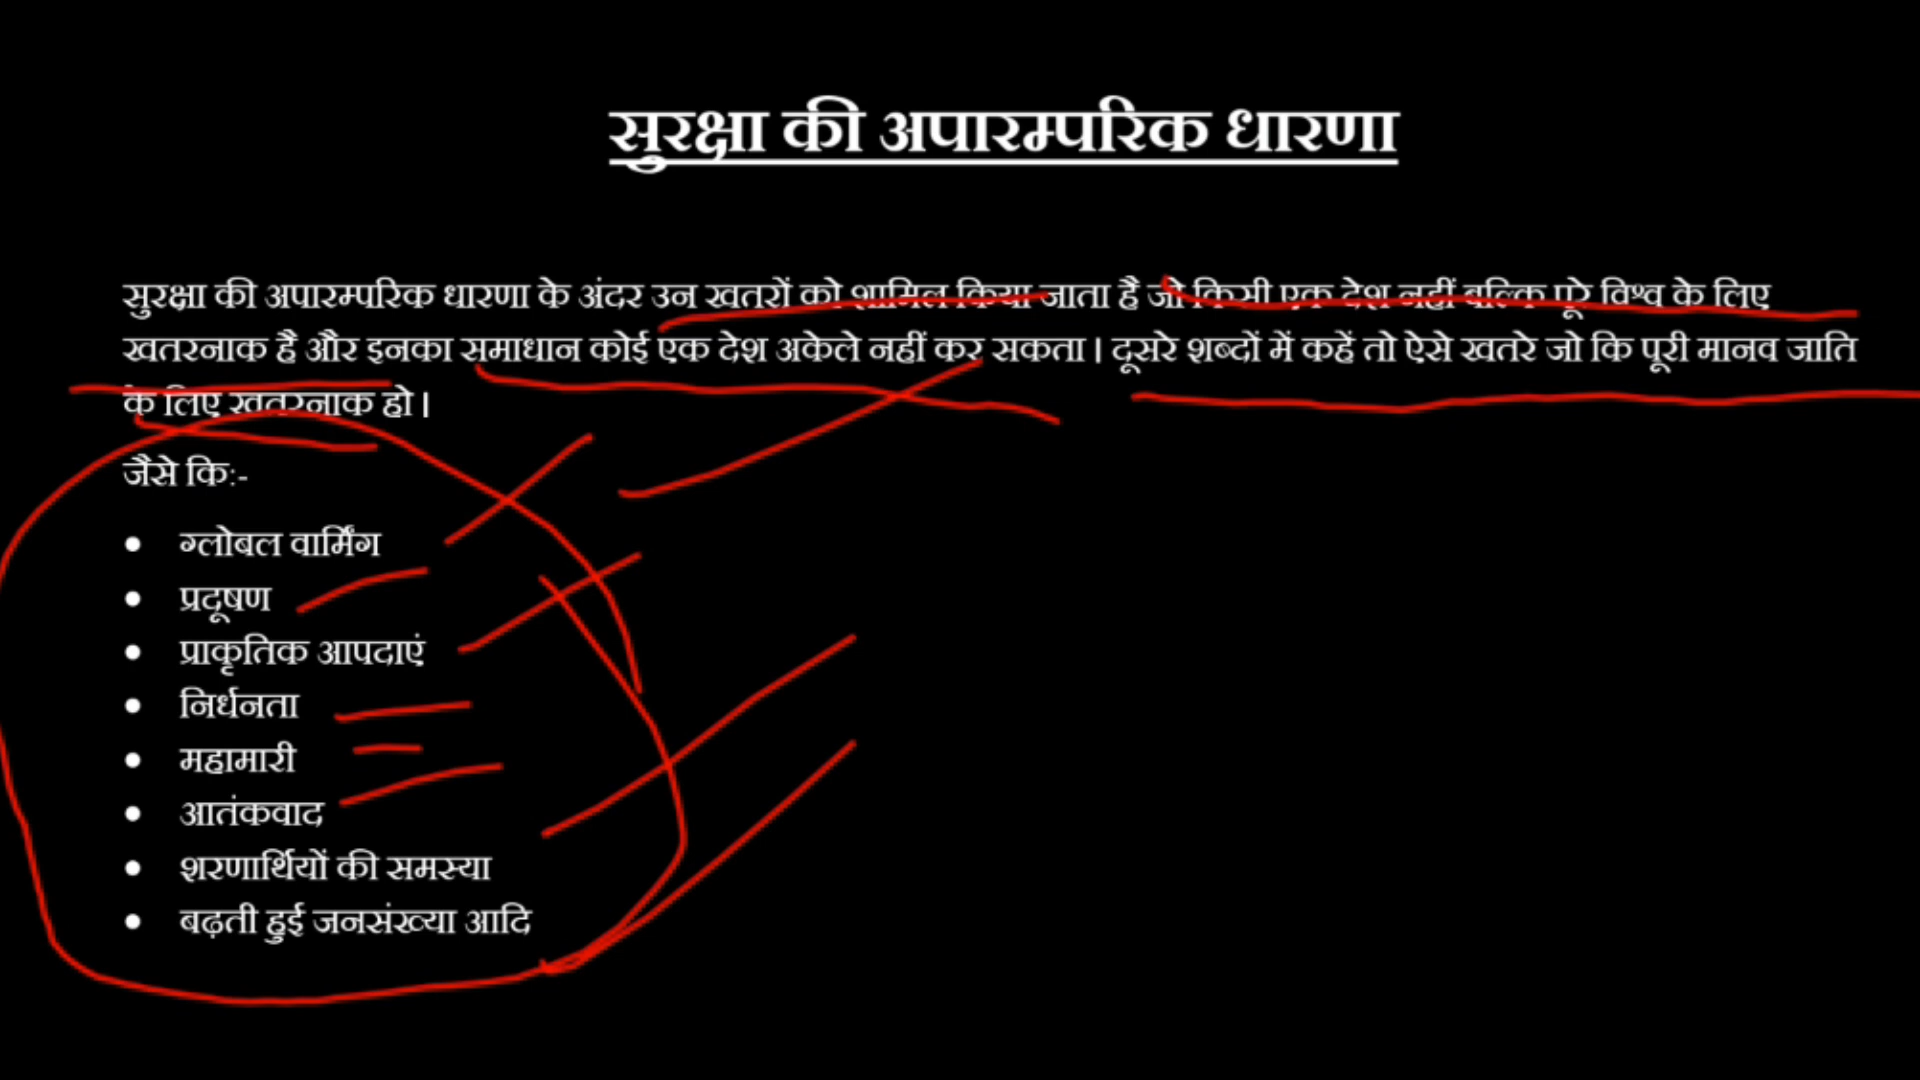 सुरक्षा की अपारम्परिक धारणा
सुरक्षा की अपारम्परिक धारणा के अंदर उन खतरों को शामिल किया जाता है जो किसी एक देश नहीं बल्कि पूरे विश्व के लिए
खतरनाक है और इनका समाधान कोई एक देश अकेले नहीं कर सकता। दूसरे शब्दों में कहें तो ऐसे खतरे जो कि पूरी मानव जाति
के लिए खतरनाक हो।
जैसे कि:-
• ग्लोबल वार्मिंग
• प्रदूषण
• प्राकृतिक आपदाएं
• निर्धनता
• महामारी
• आतंकवाद
• शरणार्थियों की समस्या
• बढ़ती हुई जनसंख्या आदि